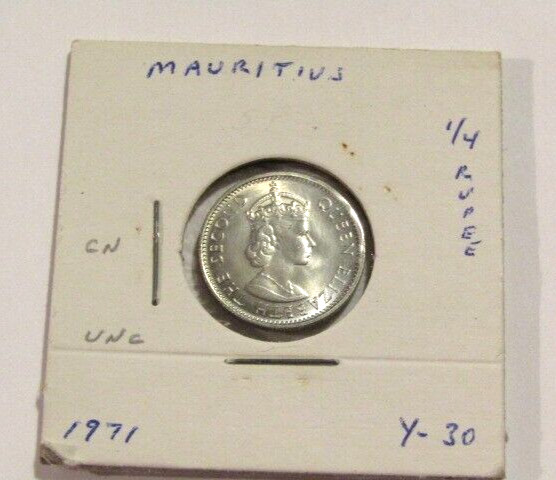 MAURITIUS
1/4 RUPEE
QUEEN ELIZABETH THE SECOND
CN
UNC
1971
Y-30